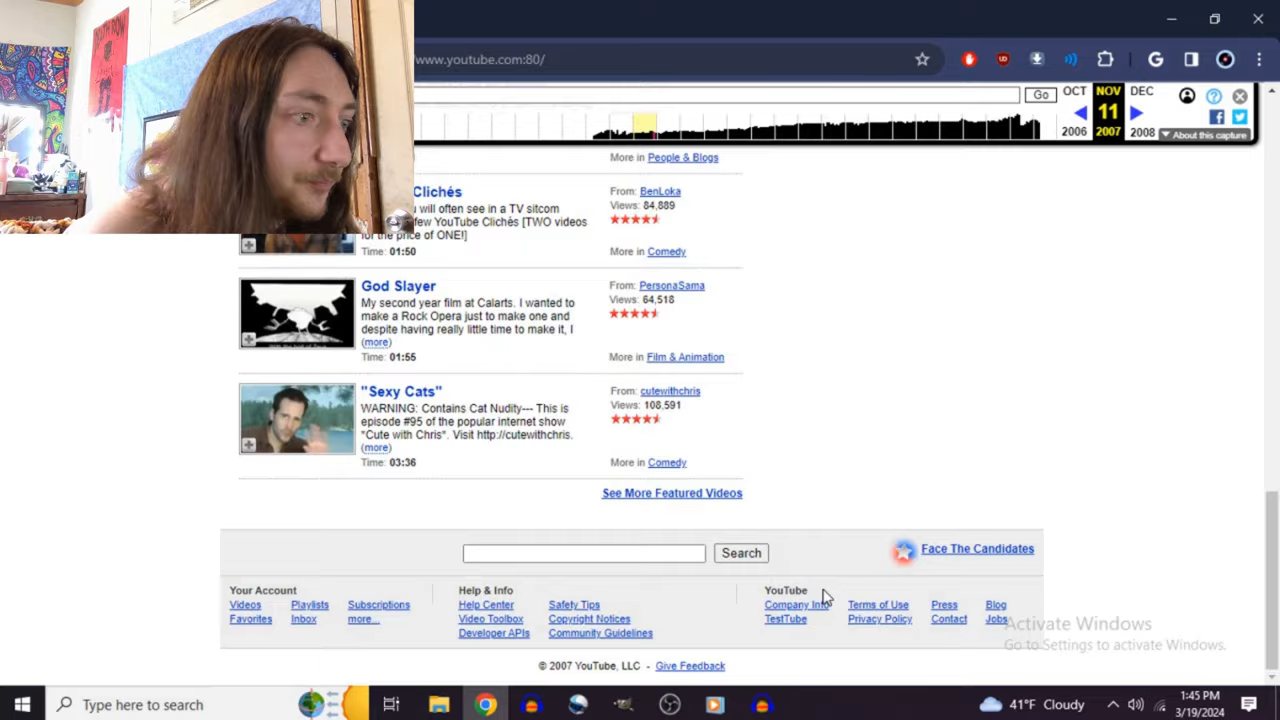 www.youtube.com:80/
Go
OCT NOV DEC
11
2006 2007 2008
About this capture
More in People & Blogs
Clichés
will often see in a TV sitcom
few YouTube Clichès [TWO videos
for the price of ONE!]
Time: 01:50
From: BenLoka
Views: 84,889
More in Comedy
God Slayer
My second year film at Calarts. I wanted to
make a Rock Opera just to make one and
despite having really little time to make it, I
(more)
Time: 01:55
From: PersonaSama
Views: 64,518
More in Film & Animation
"Sexy Cats"
WARNING: Contains Cat Nudity--- This is
episode #95 of the popular internet show
"Cute with Chris". Visit http://cutewithchris.
(more)
Time: 03:36
From: cutewithchris
Views: 108,591
More in Comedy
See More Featured Videos
Search
Face The Candidates
Your Account
Videos Playlists Subscriptions
Favorites Inbox more...
Help & Info
Help Center Safety Tips
Video Toolbox Copyright Notices
Developer APIs Community Guidelines
YouTube
Company Info Terms of Use Press Blog
TestTube Privacy Policy Contact Jobs
© 2007 YouTube, LLC - Give Feedback
Activate Windows
Go to Settings to activate Windows.
Type here to search
41°F Cloudy
1:45 PM
3/19/2024